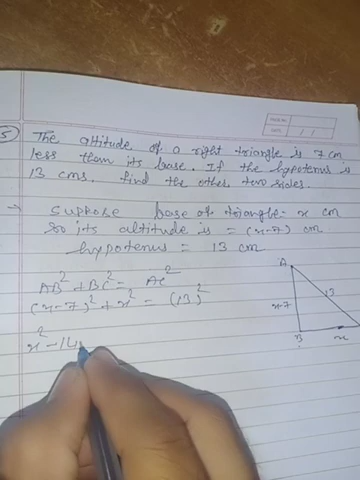 5 The altitude of a right triangle is 7 cm
less them its base. If the hypotenus is
13 cms. find the other two sides.
→ suppose base of triangle = x cm
So its altitude is = (x-7) cm
hypotenus = 13 cm
AB² + BC² = AC²
(x-7)² + x² = (13)²
x² - 14
A
13
x-7
B
x